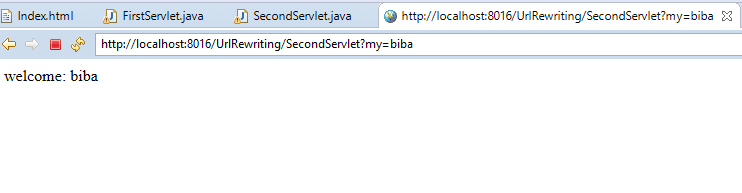 Index.html FirstServlet.java SecondServlet.java http://localhost:8016/UrlRewriting/SecondServlet?my=biba
http://localhost:8016/UrlRewriting/SecondServlet?my=biba
welcome: biba